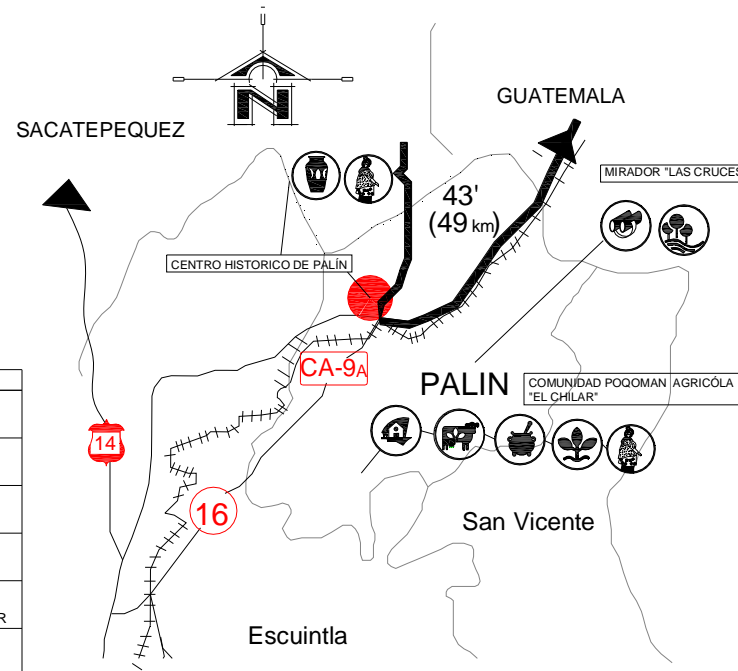 GUATEMALA
SACATEPEQUEZ
N
MIRADOR "LAS CRUCES
43'
(49 km)
CENTRO HISTORICO DE PALÍN
CA-9A
PALIN
COMUNIDAD POQOMAN AGRICÓLA
"EL CHILAR"
14
16
San Vicente
R
Escuintla